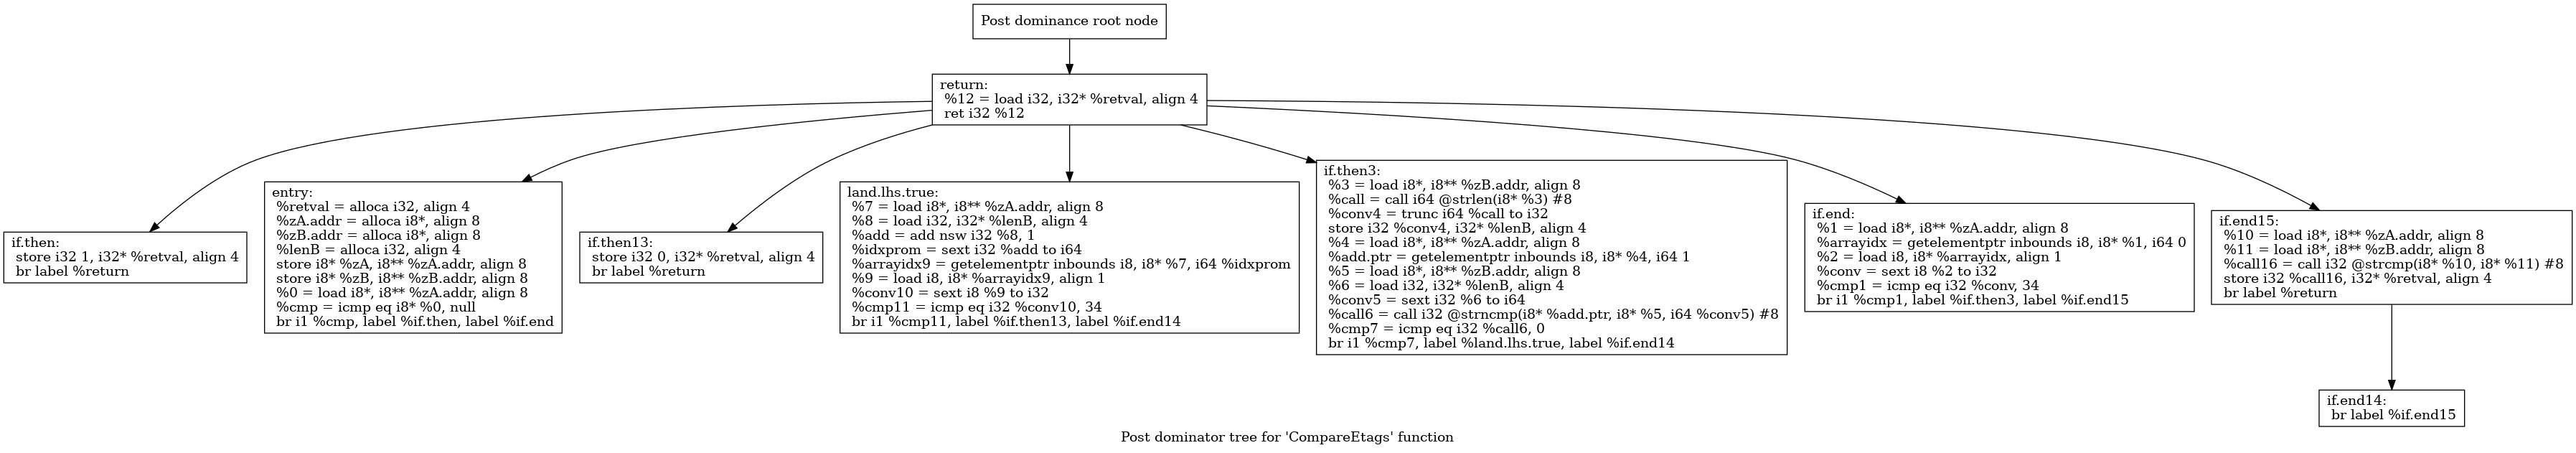 Post dominance root node
return:
%12 = load i32, i32* %retval, align 4
ret i32 %12
if.then:
store i32 1, i32* %retval, align 4
br label %return
entry:
%retval = alloca i32, align 4
%zA.addr = alloca i8*, align 8
%zB.addr = alloca i8*, align 8
%lenB = alloca i32, align 4
store i8* %zA, i8** %zA.addr, align 8
store i8* %zB, i8** %zB.addr, align 8
%0 = load i8*, i8** %zA.addr, align 8
%cmp = icmp eq i8* %0, null
br i1 %cmp, label %if.then, label %if.end
if.then13:
store i32 0, i32* %retval, align 4
br label %return
land.lhs.true:
%7 = load i8*, i8** %zA.addr, align 8
%8 = load i32, i32* %lenB, align 4
%add = add nsw i32 %8, 1
%idxprom = sext i32 %add to i64
%arrayidx9 = getelementptr inbounds i8, i8* %7, i64 %idxprom
%9 = load i8, i8* %arrayidx9, align 1
%conv10 = sext i8 %9 to i32
%cmp11 = icmp eq i32 %conv10, 34
br i1 %cmp11, label %if.then13, label %if.end14
if.then3:
%3 = load i8*, i8** %zB.addr, align 8
%call = call i64 @strlen(i8* %3) #8
%conv4 = trunc i64 %call to i32
store i32 %conv4, i32* %lenB, align 4
%4 = load i8*, i8** %zA.addr, align 8
%add.ptr = getelementptr inbounds i8, i8* %4, i64 1
%5 = load i8*, i8** %zB.addr, align 8
%6 = load i32, i32* %lenB, align 4
%conv5 = sext i32 %6 to i64
%call6 = call i32 @strncmp(i8* %add.ptr, i8* %5, i64 %conv5) #8
%cmp7 = icmp eq i32 %call6, 0
br i1 %cmp7, label %land.lhs.true, label %if.end14
if.end:
%1 = load i8*, i8** %zA.addr, align 8
%arrayidx = getelementptr inbounds i8, i8* %1, i64 0
%2 = load i8, i8* %arrayidx, align 1
%conv = sext i8 %2 to i32
%cmp1 = icmp eq i32 %conv, 34
br i1 %cmp1, label %if.then3, label %if.end15
if.end15:
%10 = load i8*, i8** %zA.addr, align 8
%11 = load i8*, i8** %zB.addr, align 8
%call16 = call i32 @strcmp(i8* %10, i8* %11) #8
store i32 %call16, i32* %retval, align 4
br label %return
if.end14:
br label %if.end15
Post dominator tree for 'CompareEtags' function